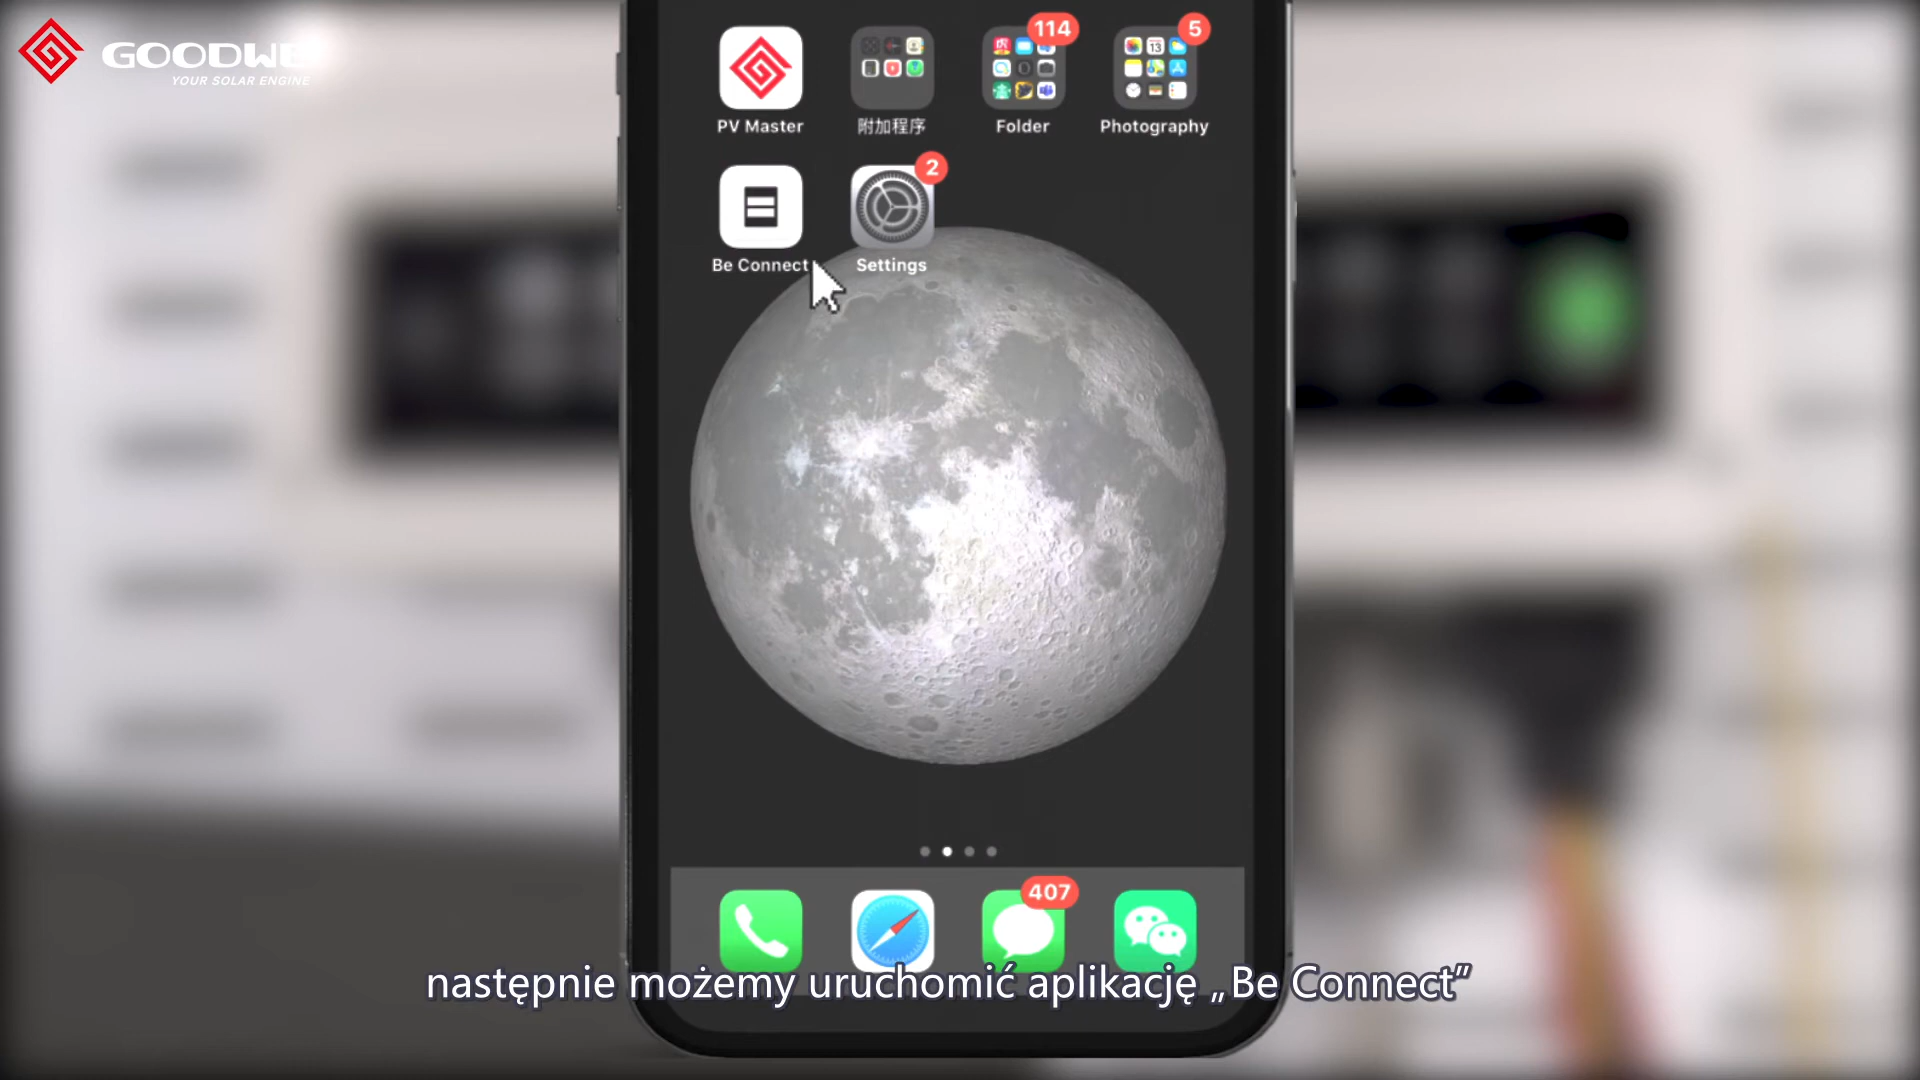 GOODWE
YOUR SOLAR ENGINE
PV Master
附加程序
Folder
114
Photography
5
Be Connect
Settings
2
407
następnie możemy uruchomić aplikację „Be Connect”